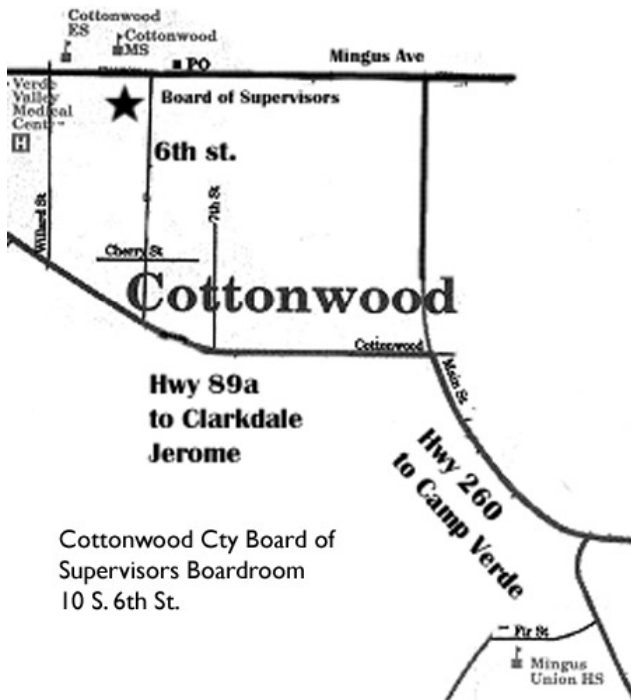 Cottonwood
ES
Cottonwood
MS
PO
Mingus Ave
Verde
Valley
Medical
H
Board of Supervisors
6th st.
Willard St
7th St
Cherry St
Cottonwood
Cottonwood
Main St
Hwy 89a
to Clarkdale
Jerome
Hwy 260
to Camp Verde
Cottonwood Cty Board of
Supervisors Boardroom
10 S. 6th St.
Fir St
Mingus
Union HS